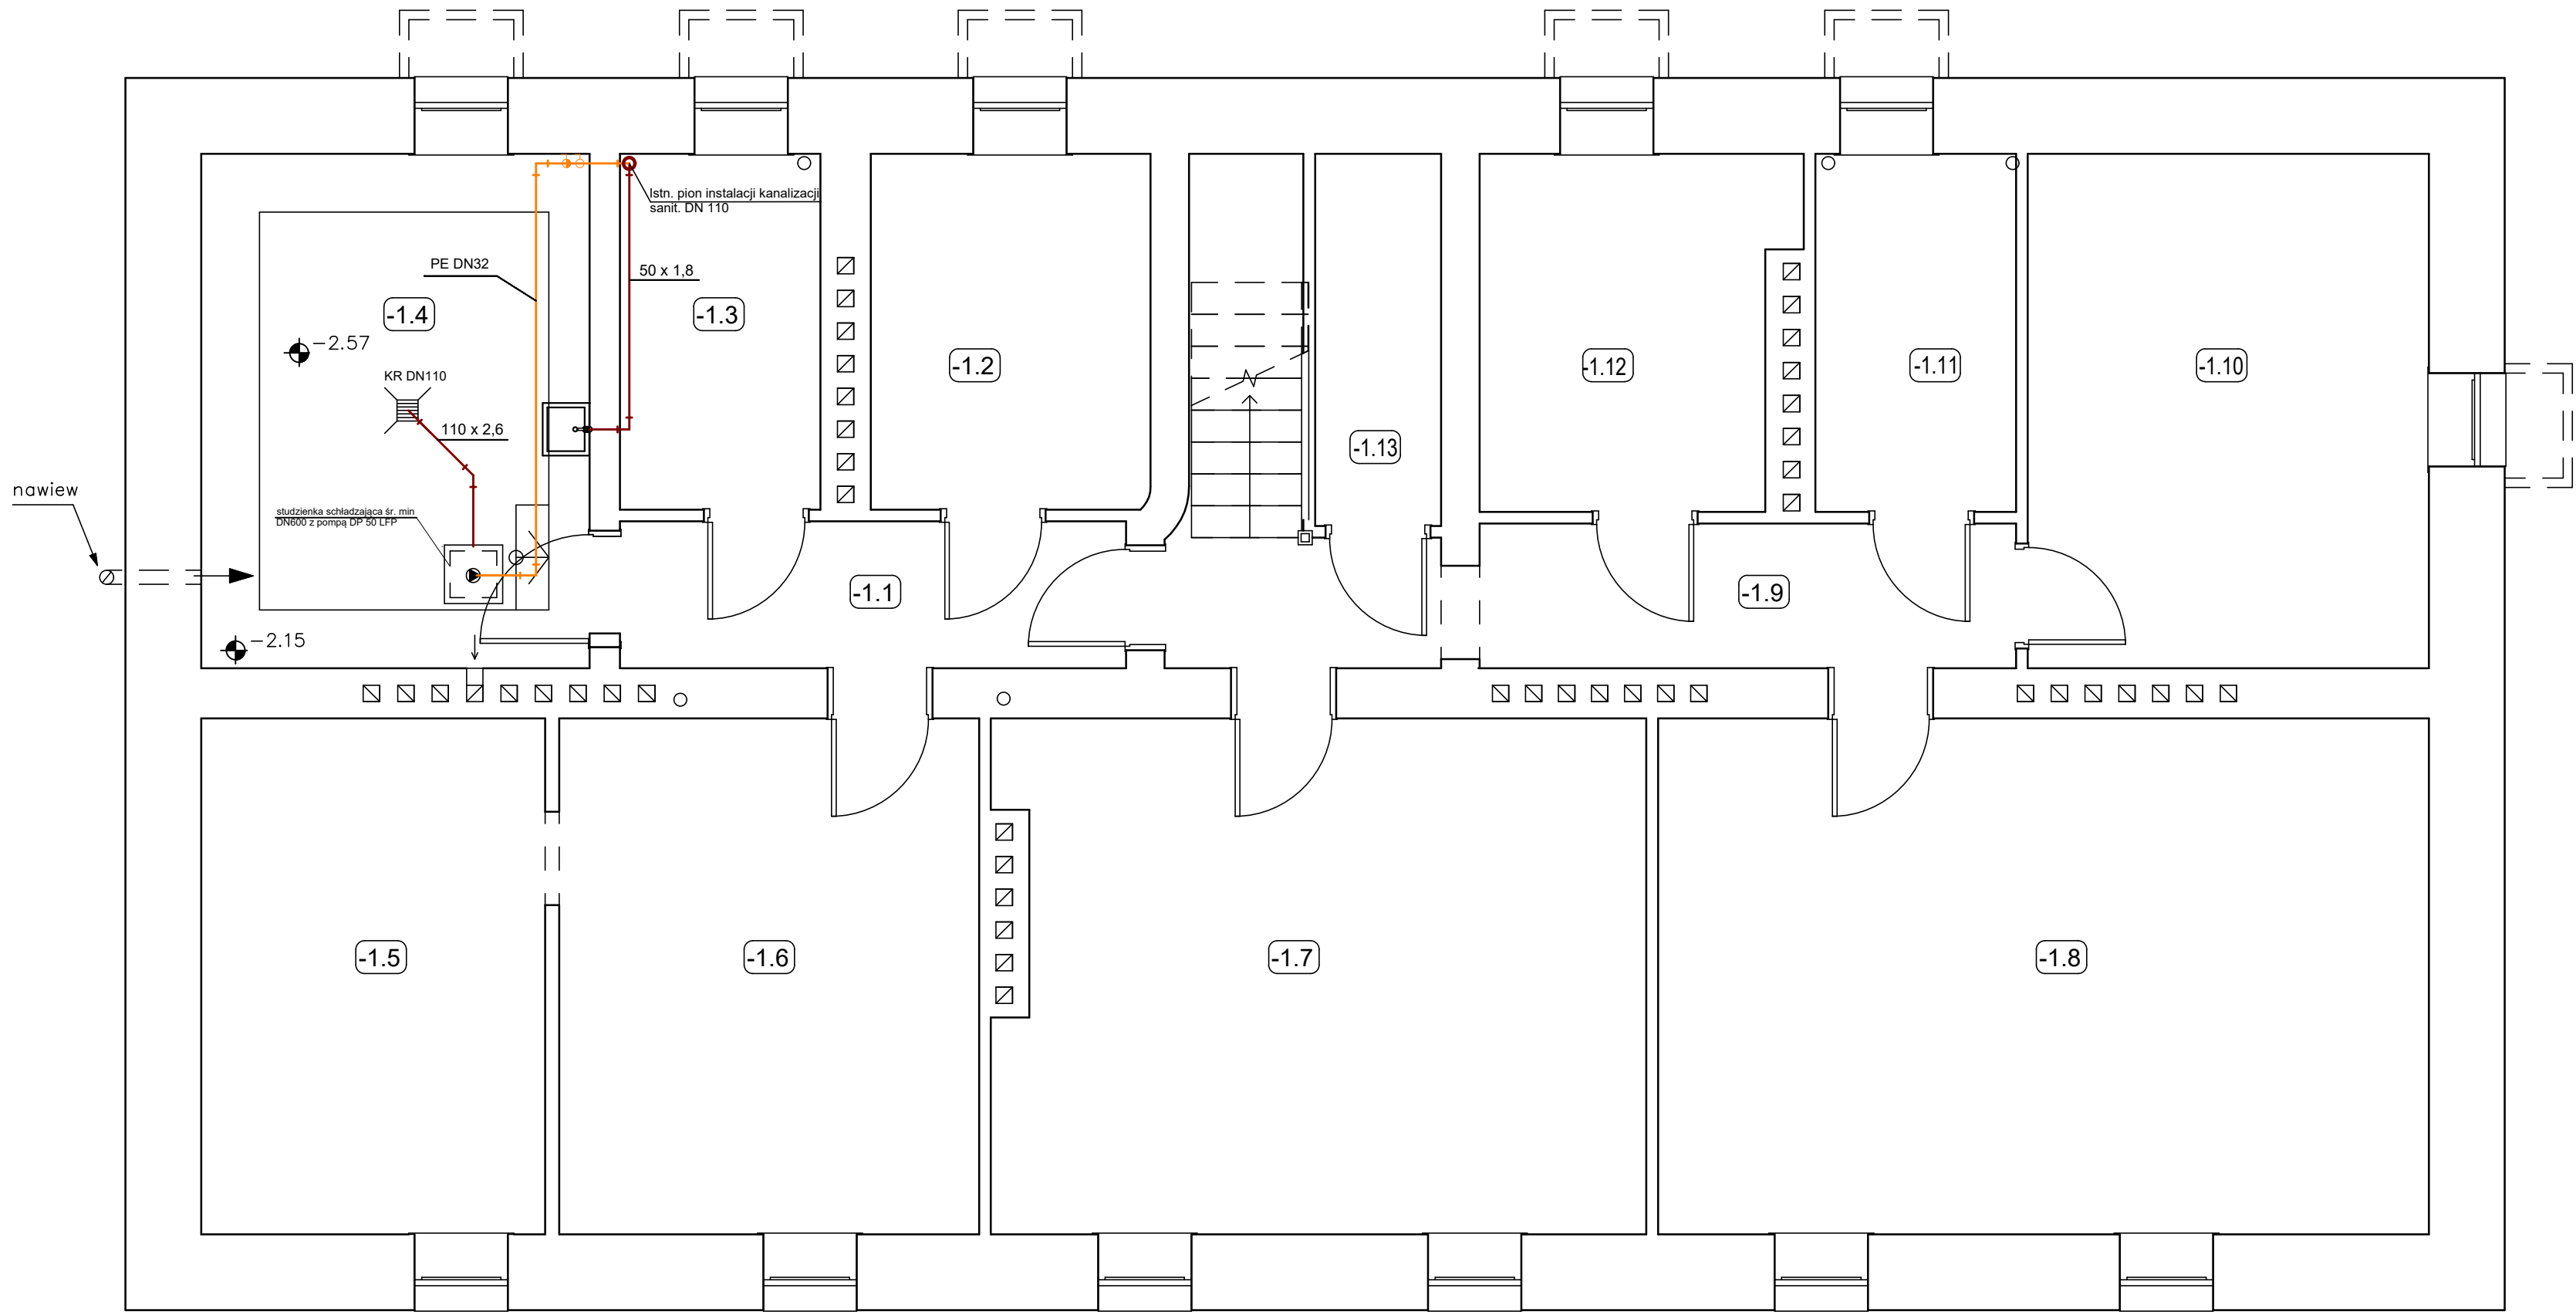 Istn. pion instalacji kanalizacji
sanit. DN 110
PE DN32
50 x 1,8
-1.4
-1.3
-2.57
-1.2
-1.12
-1.11
-1.10
KR DN110
110 x 2,6
-1.13
nawiew
studzienka schładzająca śr. min
DN600 z pompą DP 50 LFP
-1.1
-1.9
-2.15
-1.5
-1.6
-1.7
-1.8